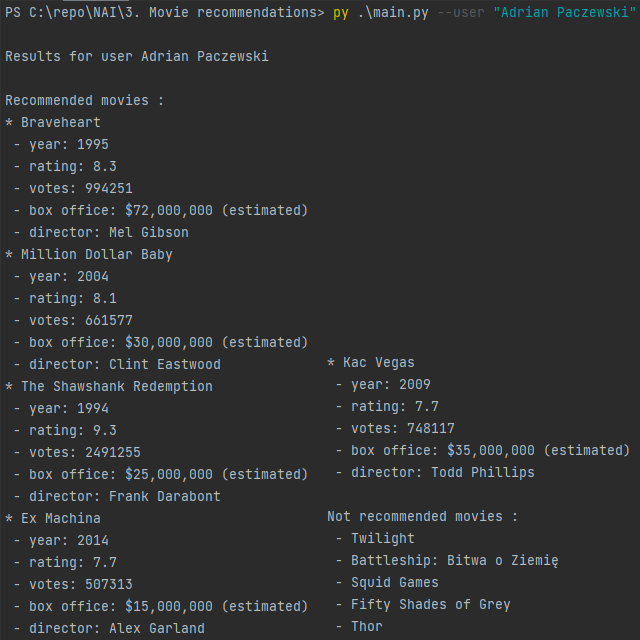 PS C:\repo\NAI\3. Movie recommendations> py .\main.py --user "Adrian Paczewski"
Results for user Adrian Paczewski
Recommended movies :
* Braveheart
- year: 1995
- rating: 8.3
- votes: 994251
- box office: $72,000,000 (estimated)
- director: Mel Gibson
* Million Dollar Baby
- year: 2004
- rating: 8.1
- votes: 661577
- box office: $30,000,000 (estimated)
- director: Clint Eastwood
* The Shawshank Redemption
- year: 1994
- rating: 9.3
- votes: 2491255
- box office: $25,000,000 (estimated)
- director: Frank Darabont
* Ex Machina
- year: 2014
- rating: 7.7
- votes: 507313
- box office: $15,000,000 (estimated)
- director: Alex Garland
* Kac Vegas
- year: 2009
- rating: 7.7
- votes: 748117
- box office: $35,000,000 (estimated)
- director: Todd Phillips
Not recommended movies :
- Twilight
- Battleship: Bitwa o Ziemię
- Squid Games
- Fifty Shades of Grey
- Thor